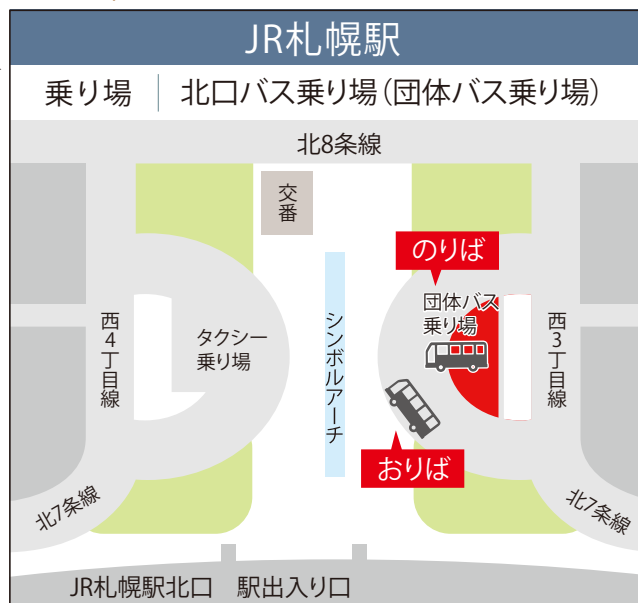 JR札幌駅
乗り場
北口バス乗り場（団体バス乗り場）
北8条線
交番
のりば
団体バス
乗り場
西3丁目線
西4丁目線
タクシー
乗り場
シンボルアーチ
おりば
北7条線
北7条線
JR札幌駅北口　駅出入り口